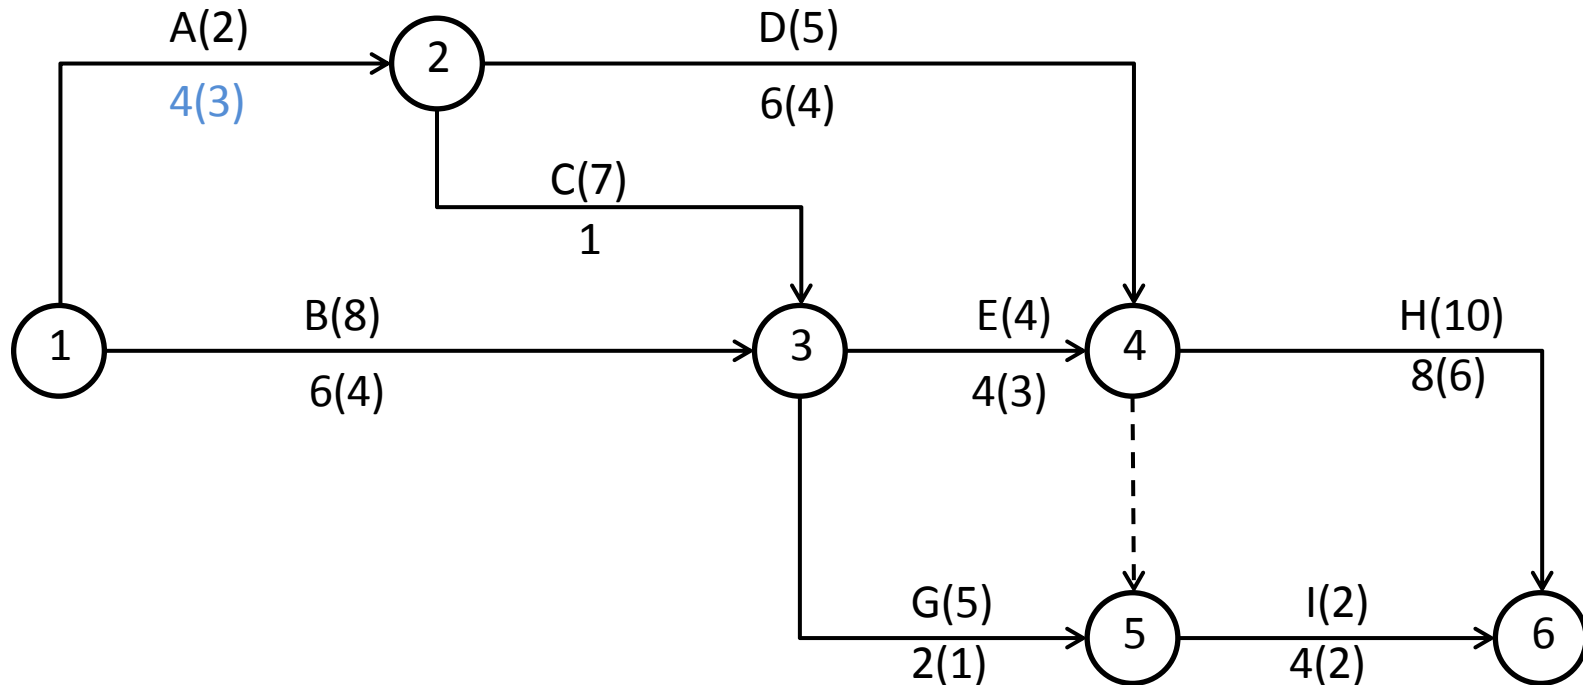 A(2)
4(3)
2
D(5)
6(4)
C(7)
1
1
B(8)
6(4)
3
E(4)
4(3)
4
H(10)
8(6)
G(5)
2(1)
5
I(2)
4(2)
6